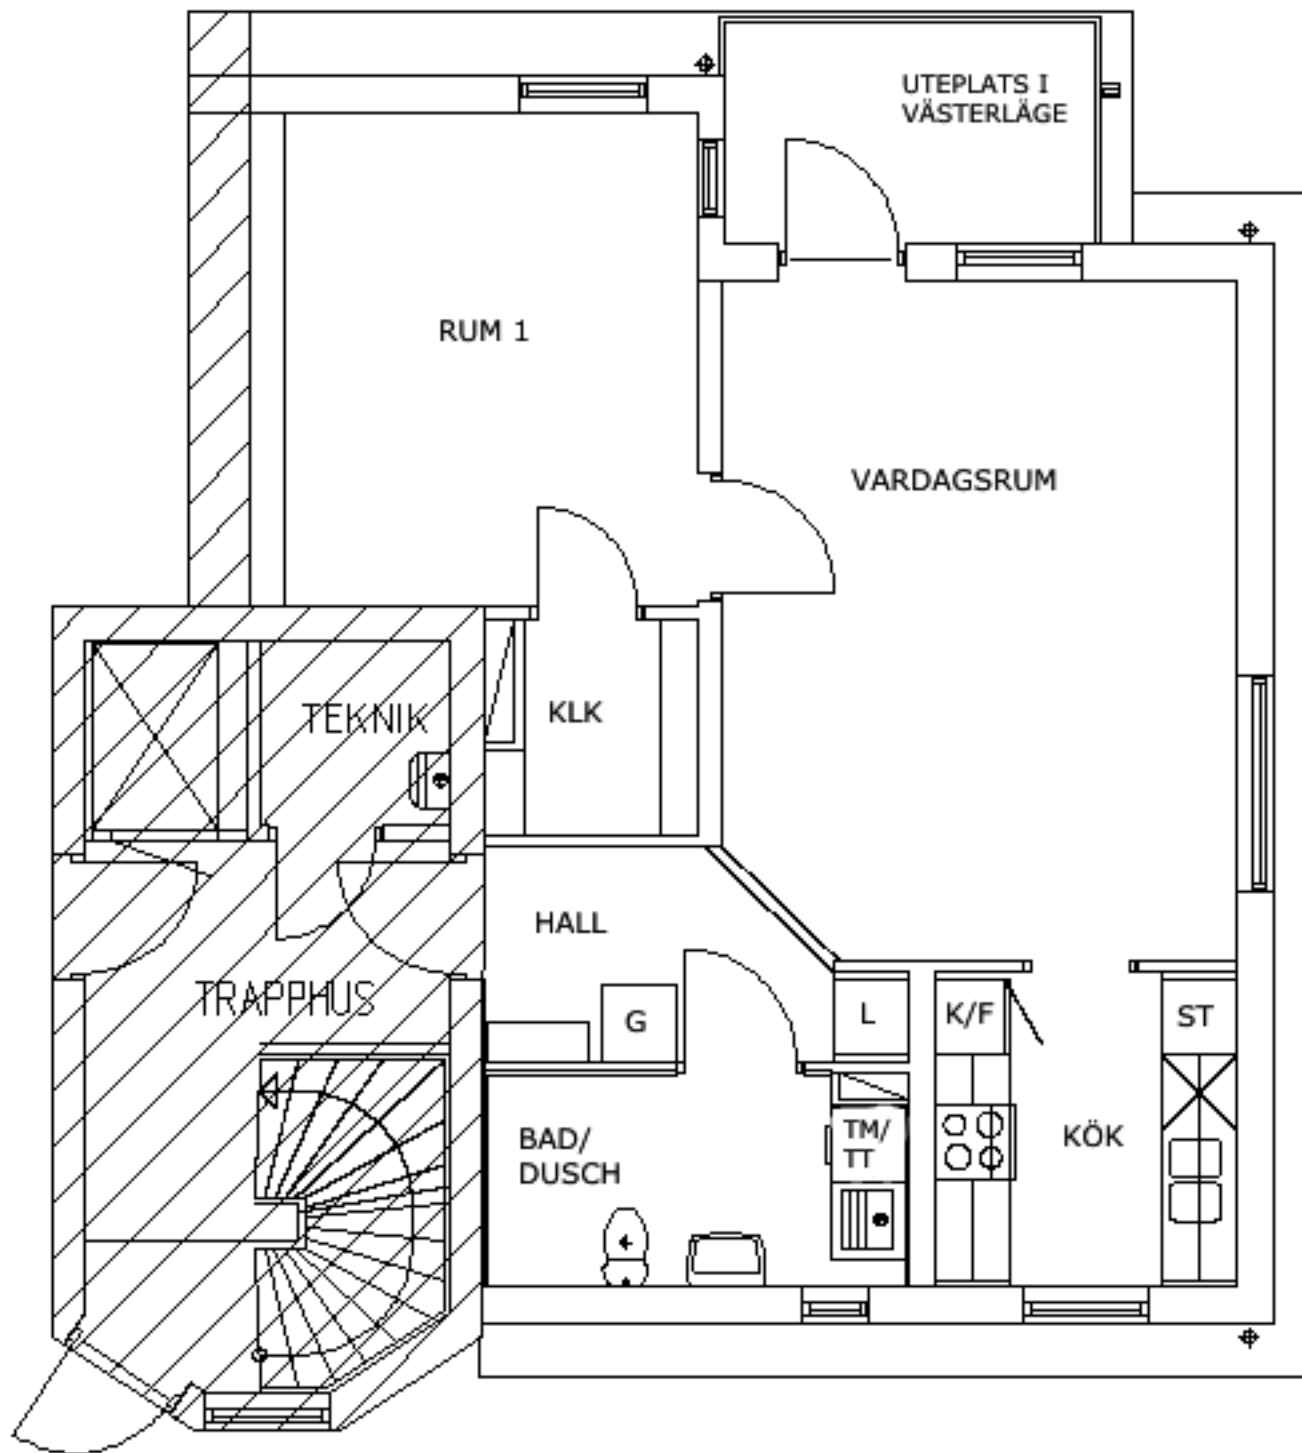 UTEPLATS I
VÄSTERLÄGE
RUM 1
VARDAGSRUM
TEKNIK
KLK
HALL
TRAPPHUS
G
L
K/F
ST
BAD/
DUSCH
TM/
TT
KÖK